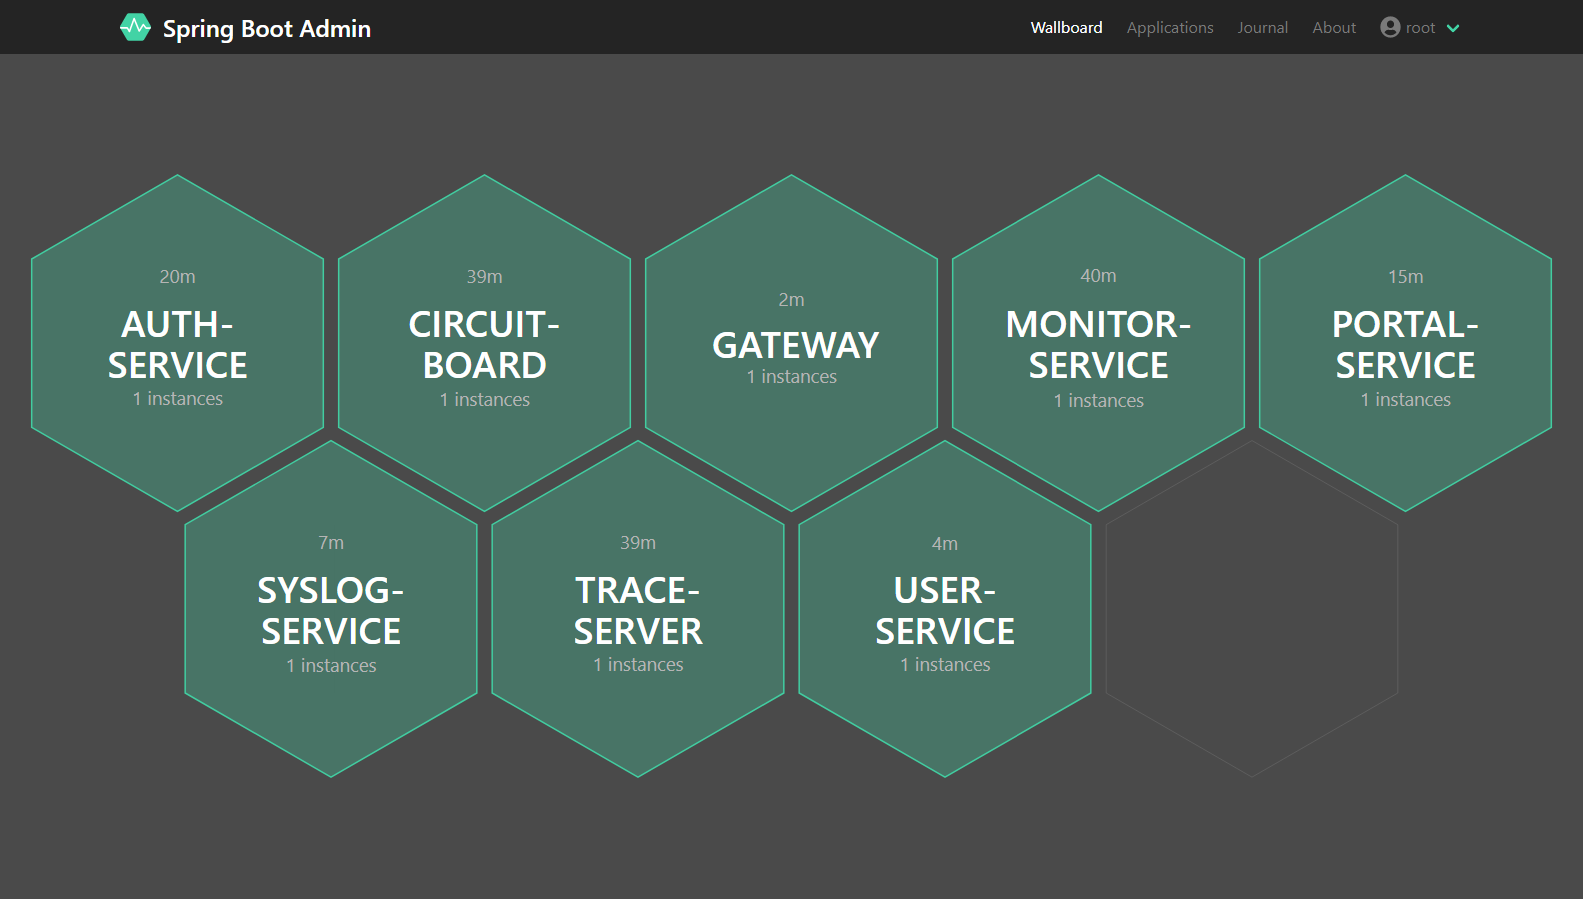 Spring Boot Admin
Wallboard
Applications
Journal
About
root
20m
AUTH-
SERVICE
1 instances
39m
CIRCUIT-
BOARD
1 instances
2m
GATEWAY
1 instances
40m
MONITOR-
SERVICE
1 instances
15m
PORTAL-
SERVICE
1 instances
7m
SYSLOG-
SERVICE
1 instances
39m
TRACE-
SERVER
1 instances
4m
USER-
SERVICE
1 instances